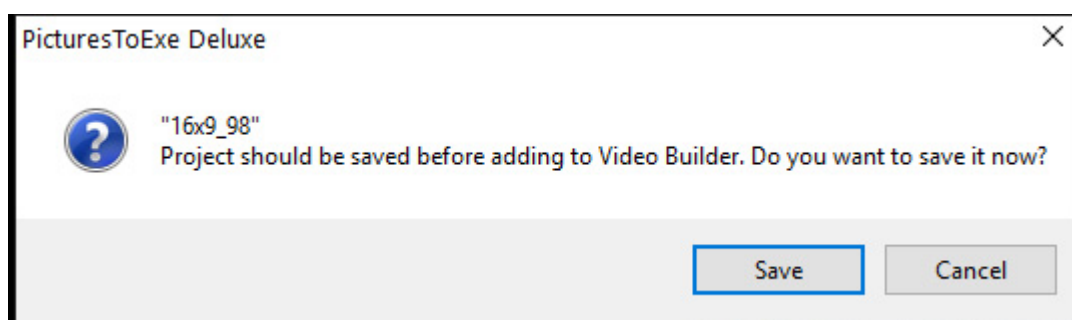 PicturesToExe Deluxe
"16x9_98"
Project should be saved before adding to Video Builder. Do you want to save it now?
Save
Cancel